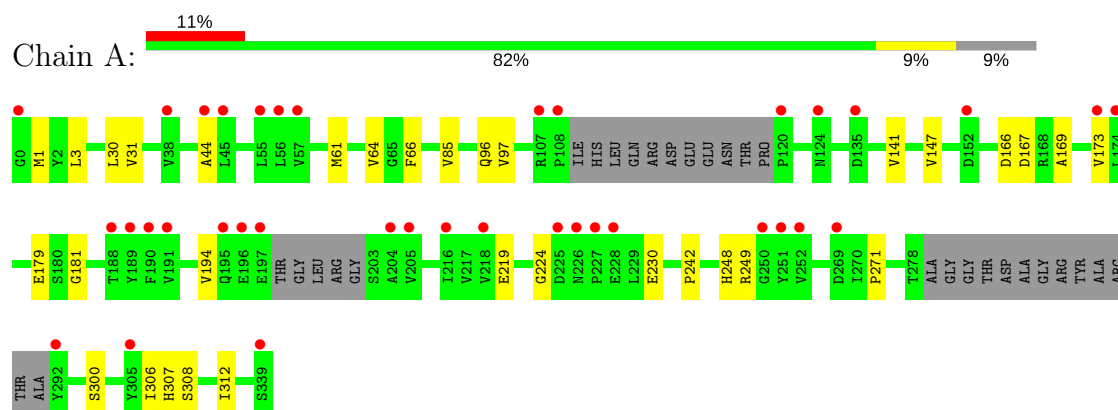 11%
Chain A:
82% 9% 9%
G0 M1 Y2 L3 L30 V31 V38 A44 L45 L55 L56 V57 M61 V64 G65 F66 V85 Q96 V97 R107 P108 ILE HIS LEU GLN ARG ASP GLU GLU ASN THR PRO P120 N124 D135 V141 V147 D152 D166 D167 R168 A169 V173 L174
E179 S180 G181 T188 Y189 F190 V191 V194 Q195 E196 E197 THR GLY LEU ARG GLY S203 A204 V205 I216 V217 V218 E219 G224 D225 N226 P227 E228 L229 E230 P242 H248 R249 G250 Y251 V252 D269 I270 P271 T278 ALA GLY GLY THR ASP ALA GLY ARG TYR ALA ARG
THR ALA Y292 S300 Y305 I306 H307 S308 I312 S339